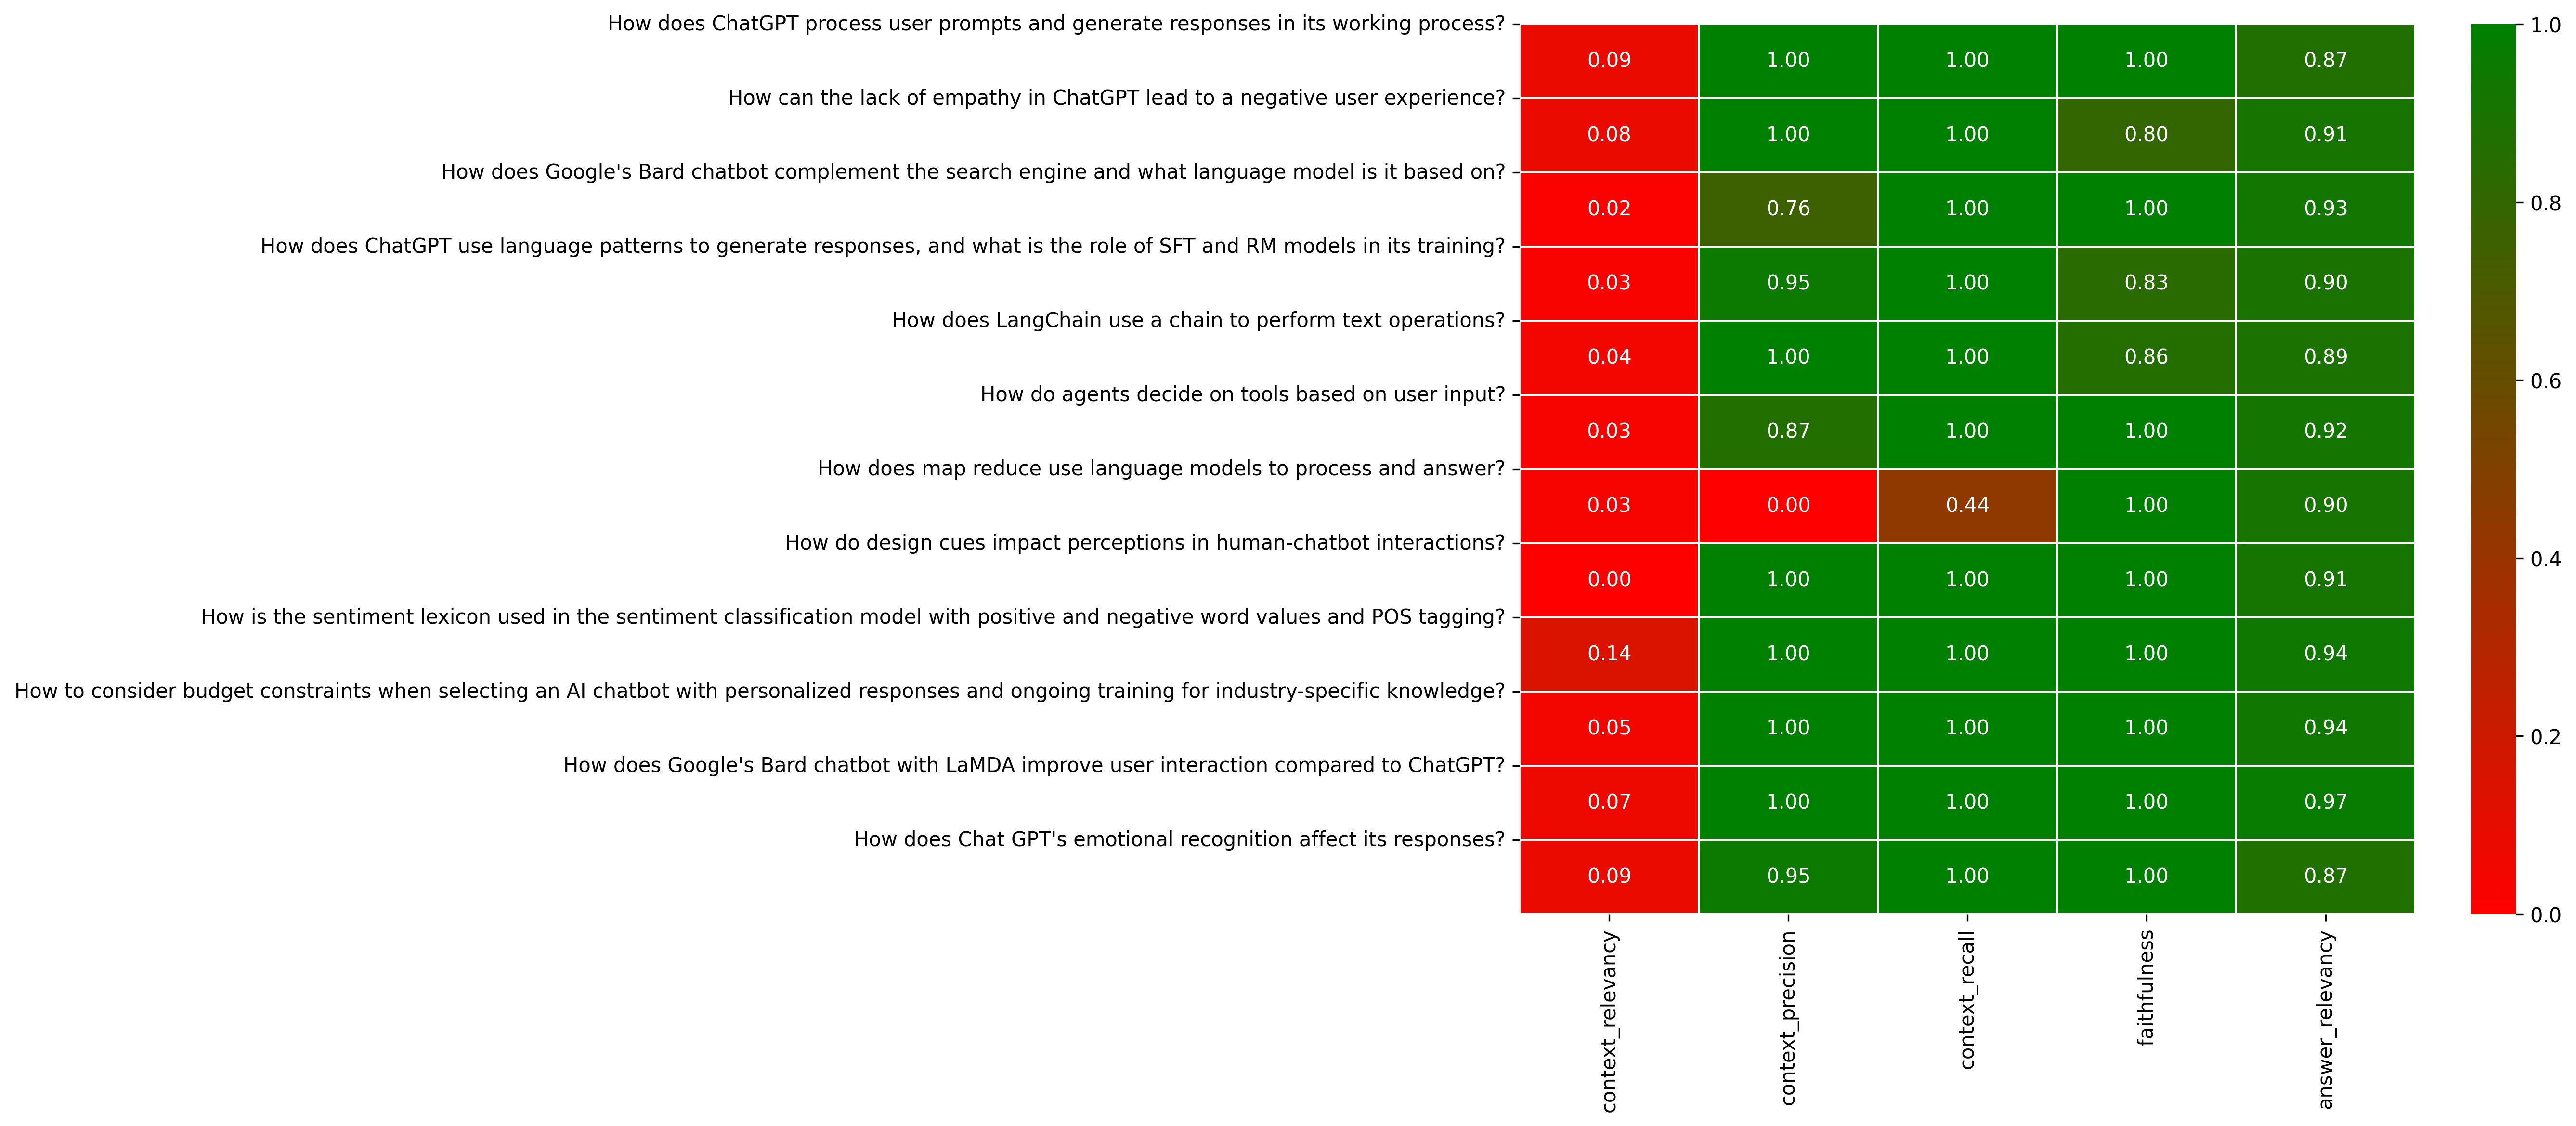 How does ChatGPT process user prompts and generate responses in its working process?
0.09 1.00 1.00 1.00 0.87
How can the lack of empathy in ChatGPT lead to a negative user experience?
0.08 1.00 1.00 0.80 0.91
How does Google's Bard chatbot complement the search engine and what language model is it based on?
0.02 0.76 1.00 1.00 0.93
How does ChatGPT use language patterns to generate responses, and what is the role of SFT and RM models in its training?
0.03 0.95 1.00 0.83 0.90
How does LangChain use a chain to perform text operations?
0.04 1.00 1.00 0.86 0.89
How do agents decide on tools based on user input?
0.03 0.87 1.00 1.00 0.92
How does map reduce use language models to process and answer?
0.03 0.00 0.44 1.00 0.90
How do design cues impact perceptions in human-chatbot interactions?
0.00 1.00 1.00 1.00 0.91
How is the sentiment lexicon used in the sentiment classification model with positive and negative word values and POS tagging?
0.14 1.00 1.00 1.00 0.94
How to consider budget constraints when selecting an AI chatbot with personalized responses and ongoing training for industry-specific knowledge?
0.05 1.00 1.00 1.00 0.94
How does Google's Bard chatbot with LaMDA improve user interaction compared to ChatGPT?
0.07 1.00 1.00 1.00 0.97
How does Chat GPT's emotional recognition affect its responses?
0.09 0.95 1.00 1.00 0.87
context_relevancy
context_precision
context_recall
faithfulness
answer_relevancy
1.0
0.8
0.6
0.4
0.2
0.0